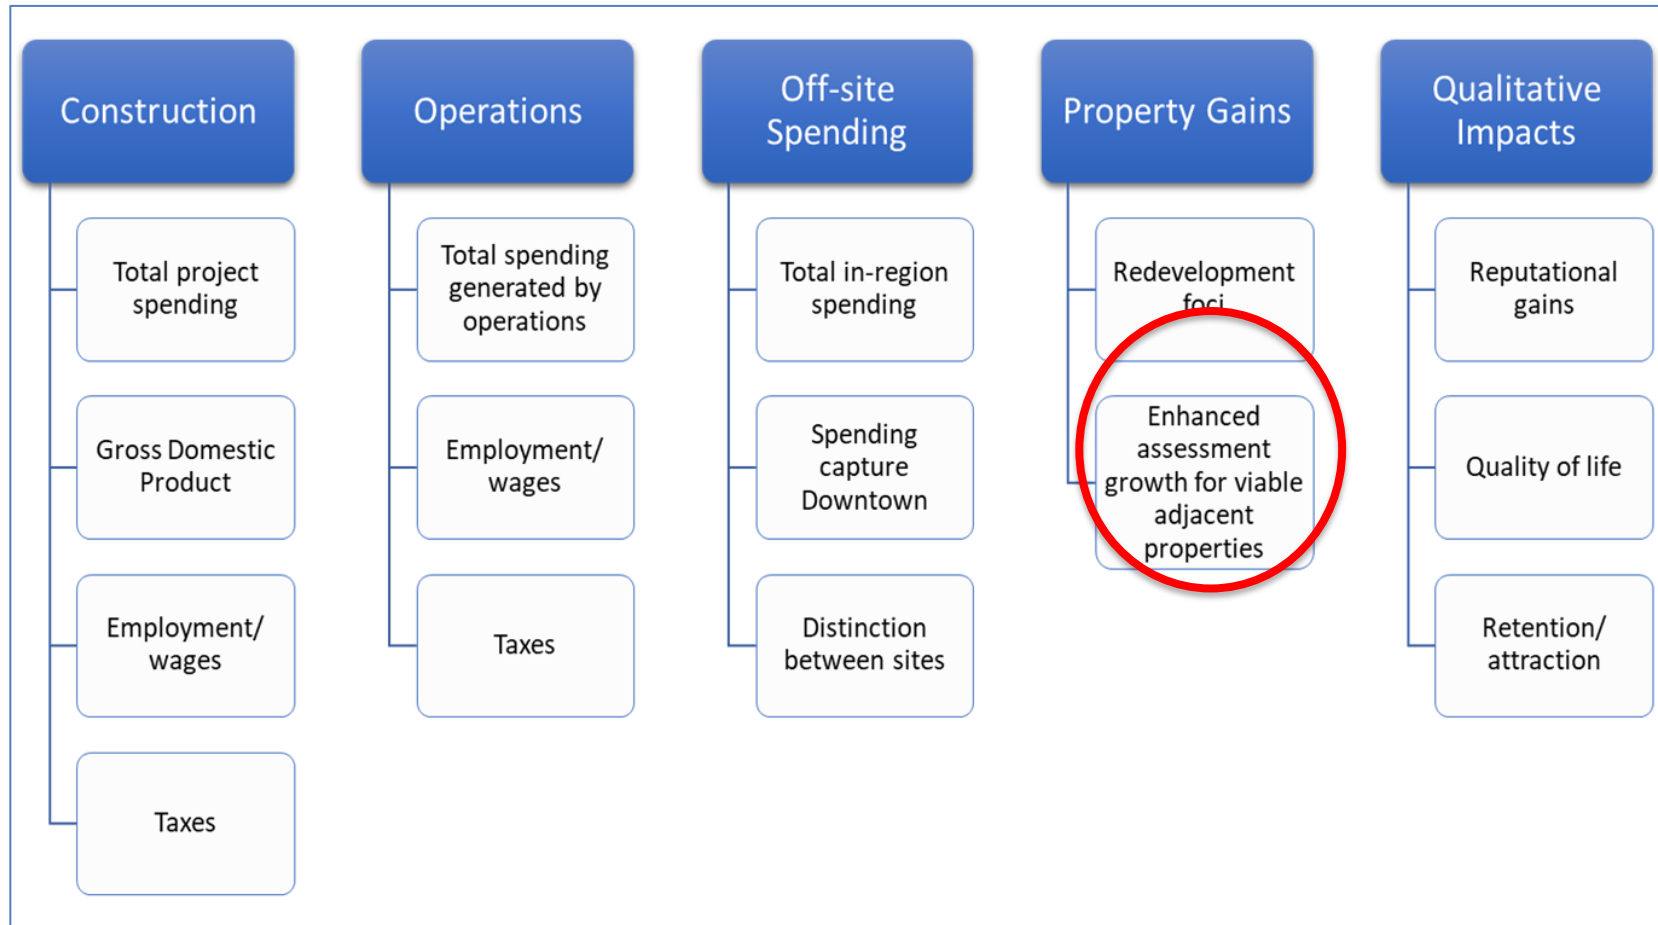 Construction
Total project
spending
Gross Domestic
Product
Employment/
wages
Taxes
Operations
Total spending
generated by
operations
Employment/
wages
Taxes
Off-site
Spending
Total in-region
spending
Spending
capture
Downtown
Distinction
between sites
Property Gains
Redevelopment
foci
Enhanced
assessment
growth for viable
adjacent
properties
Qualitative
Impacts
Reputational
gains
Quality of life
Retention/
attraction